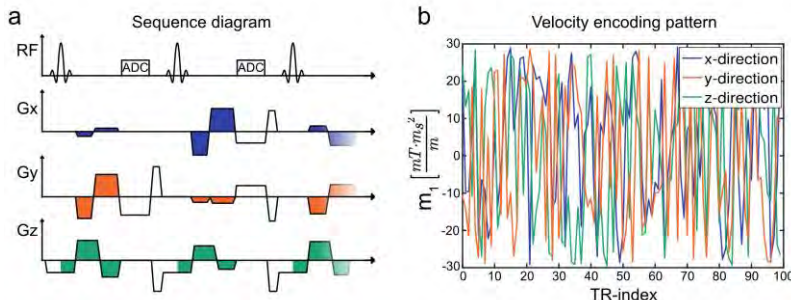 a
Sequence diagram
RF
ADC
ADC
Gx
Gy
Gz
b
Velocity encoding pattern
30
20
10
0
-10
-20
-30
m₁ [mT·ms²/m]
x-direction
y-direction
z-direction
0 10 20 30 40 50 60 70 80 90 100
TR-index